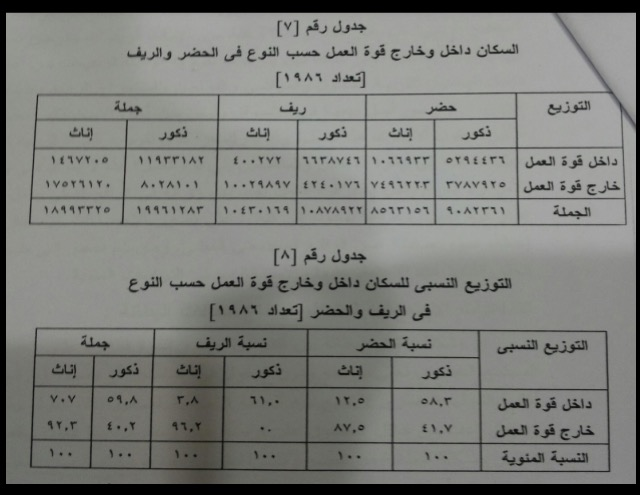 جدول رقم [٧]
السكان داخل وخارج قوة العمل حسب النوع فى الحضر والريف
[تعداد ١٩٨٦]
التوزيع حضر ريف جملة
ذكور إناث ذكور إناث ذكور إناث
داخل قوة العمل ٥٢٩٤٤٣٦ ١٠٦٦٩٣٣ ٦٦٣٨٧٤٦ ٤٠٠٢٧٢ ١١٩٣٣١٨٢ ١٤٦٧٢٠٥
خارج قوة العمل ٣٧٨٧٩٢٥ ٧٤٩٦٢٢٣ ٤٢٤٠١٧٦ ١٠٠٢٩٨٩٧ ٨٠٢٨١٠١ ١٧٥٢٦١٢٠
الجملة ٩٠٨٢٣٦١ ٨٥٦٣١٥٦ ١٠٨٧٨٩٢٢ ١٠٤٣٠١٦٩ ١٩٩٦١٢٨٣ ١٨٩٩٣٣٢٥
جدول رقم [٨]
التوزيع النسبى للسكان داخل وخارج قوة العمل حسب النوع
فى الريف والحضر [تعداد ١٩٨٦]
التوزيع النسبى نسبة الحضر نسبة الريف جملة
ذكور إناث ذكور إناث ذكور إناث
داخل قوة العمل ٥٨,٣ ١٢,٥ ٦١,٠ ٣,٨ ٥٩,٨ ٧٠٧
خارج قوة العمل ٤١,٧ ٨٧,٥ ٠٠ ٩٦,٢ ٤٠,٢ ٩٢,٣
النسبة المئوية ١٠٠ ١٠٠ ١٠٠ ١٠٠ ١٠٠ ١٠٠